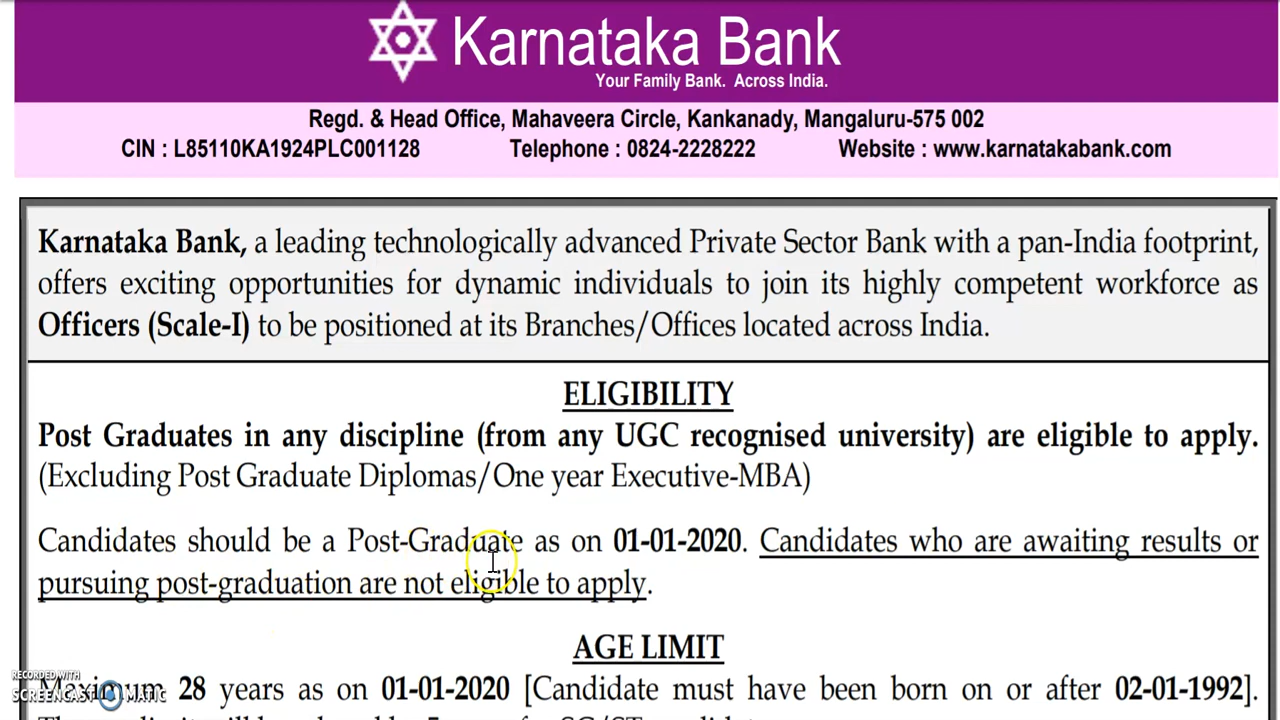 Karnataka Bank
Your Family Bank. Across India.
Regd. & Head Office, Mahaveera Circle, Kankanady, Mangaluru-575 002
CIN : L85110KA1924PLC001128 Telephone : 0824-2228222 Website : www.karnatakabank.com
Karnataka Bank, a leading technologically advanced Private Sector Bank with a pan-India footprint,
offers exciting opportunities for dynamic individuals to join its highly competent workforce as
Officers (Scale-I) to be positioned at its Branches/Offices located across India.
ELIGIBILITY
Post Graduates in any discipline (from any UGC recognised university) are eligible to apply.
(Excluding Post Graduate Diplomas/One year Executive-MBA)
Candidates should be a Post-Graduate as on 01-01-2020. Candidates who are awaiting results or
pursuing post-graduation are not eligible to apply.
AGE LIMIT
RECORDED WITH
SCREENCAST MATIC
Maximum 28 years as on 01-01-2020 [Candidate must have been born on or after 02-01-1992].